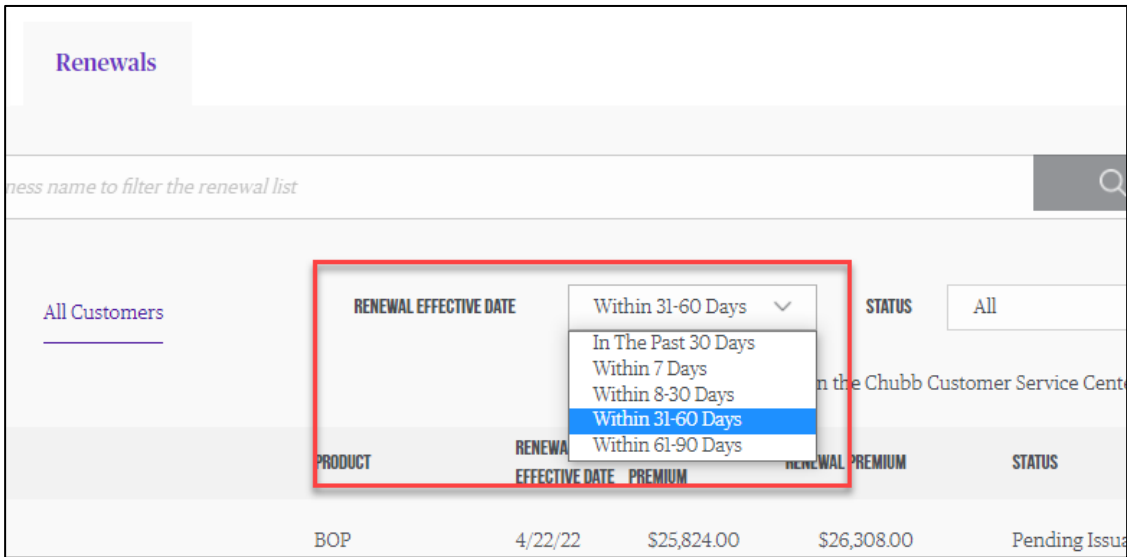 Renewals
ness name to filter the renewal list
All Customers
RENEWAL EFFECTIVE DATE
Within 31-60 Days
STATUS
All
In The Past 30 Days
Within 7 Days
Within 8-30 Days
Within 31-60 Days
Within 61-90 Days
n the Chubb Customer Service Cent
PRODUCT
RENEWA
EFFECTIVE DATE
PREMIUM
RENEWAL PREMIUM
STATUS
BOP 4/22/22 $25,824.00 $26,308.00 Pending Issua